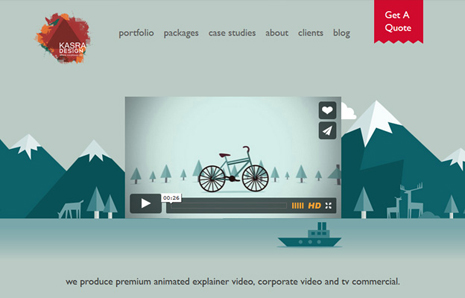 KASRA
DESIGN
portfolio packages case studies about clients blog
Get A
Quote
00:26
HD
we produce premium animated explainer video, corporate video and tv commercial.